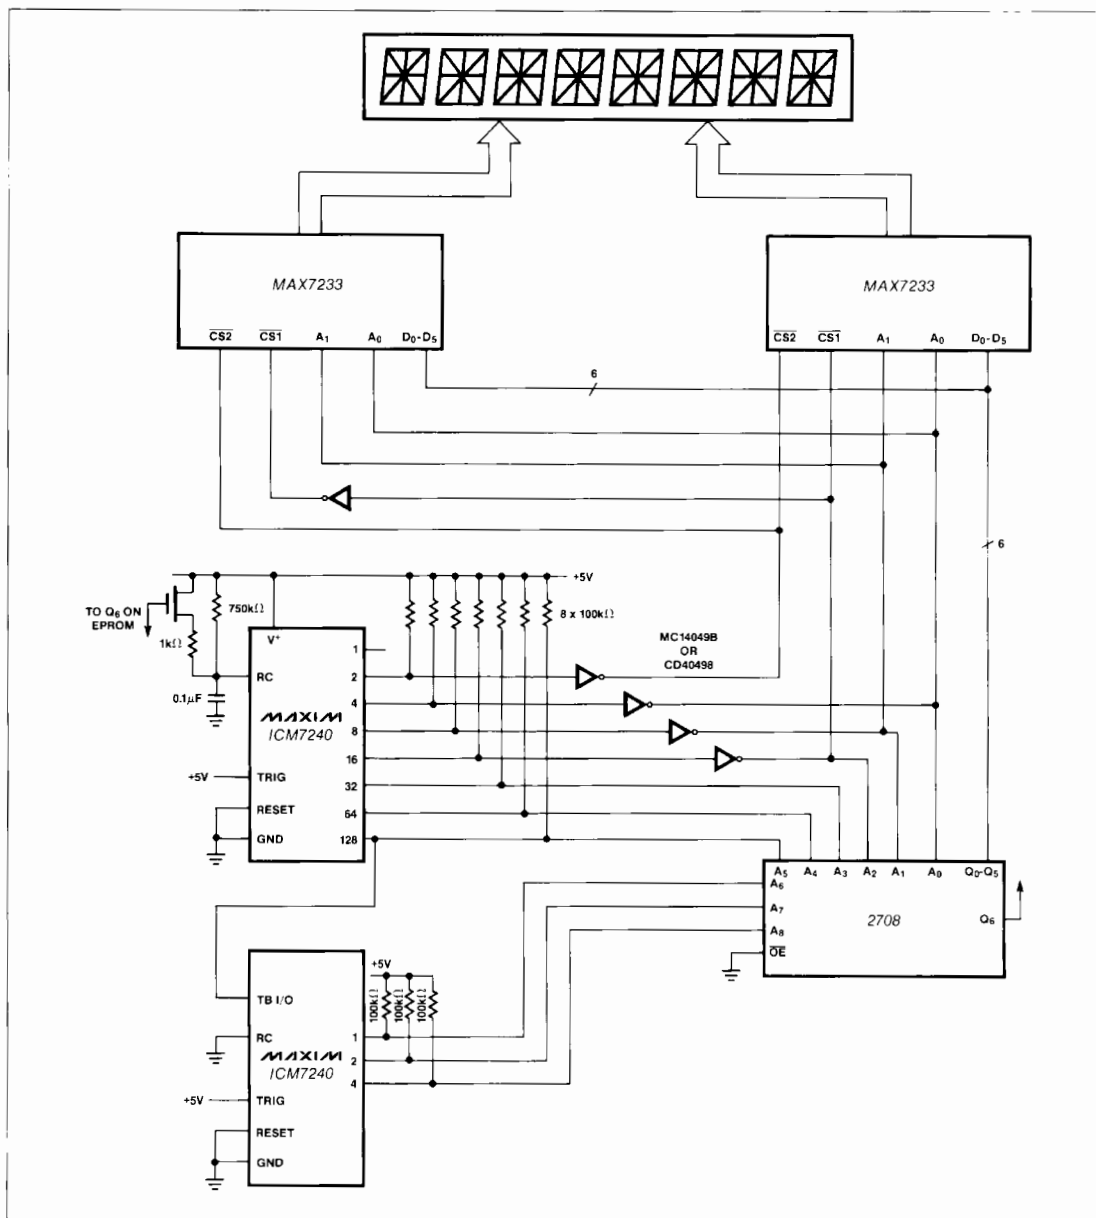 MAX7233
CS2 CS1 A1 A0 D0-D5
MAX7233
CS2 CS1 A1 A0 D0-D5
6
6
+5V
TO Q6 ON
EPROM
750kΩ
1kΩ
0.1μF
8 x 100kΩ
MC14049B
OR
CD40498
V+
RC
MAXIM
ICM7240
TRIG
RESET
GND
+5V
1
2
4
8
16
32
64
128
A5 A4 A3 A2 A1 A0 Q0-Q5
A6
A7
A8
OE
2708
Q6
+5V
100kΩ
100kΩ
100kΩ
TB I/O
RC
MAXIM
ICM7240
TRIG
RESET
GND
+5V
1
2
4